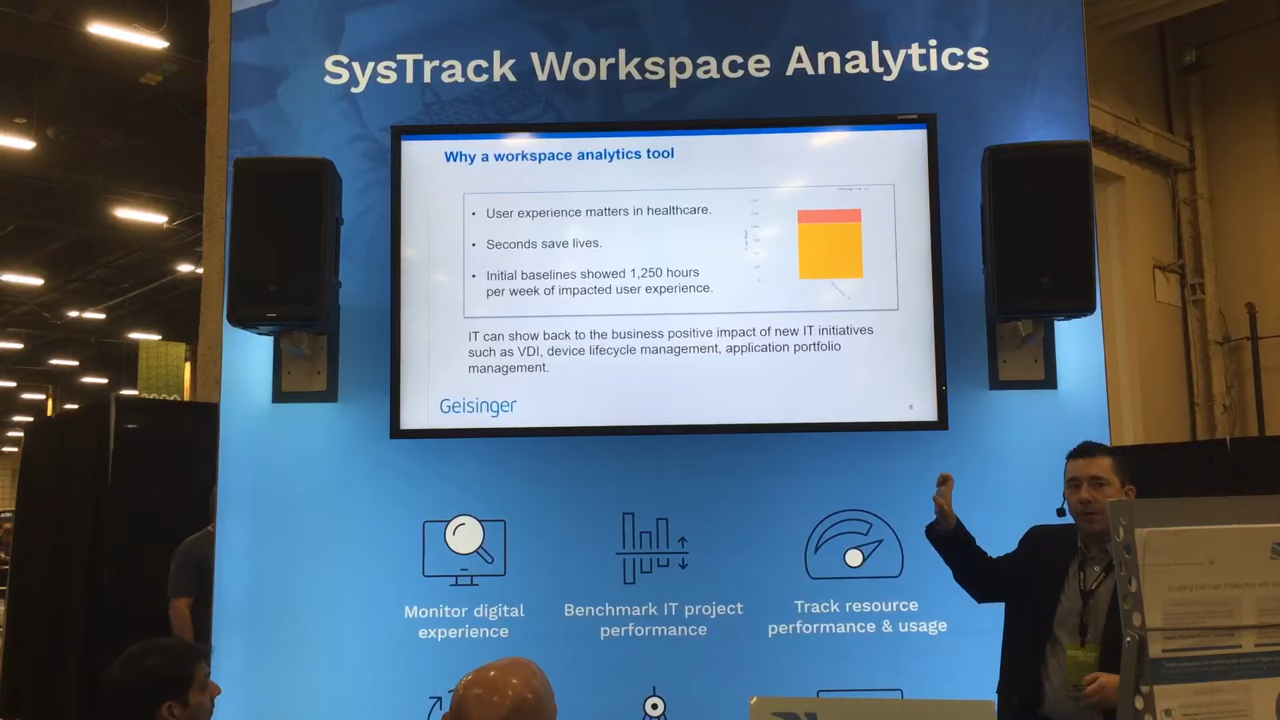 SysTrack Workspace Analytics
Why a workspace analytics tool
• User experience matters in healthcare.
• Seconds save lives.
• Initial baselines showed 1,250 hours
per week of impacted user experience.
IT can show back to the business positive impact of new IT initiatives
such as VDI, device lifecycle management, application portfolio
management.
Geisinger
8
Monitor digital
experience
Benchmark IT project
performance
Track resource
performance & usage